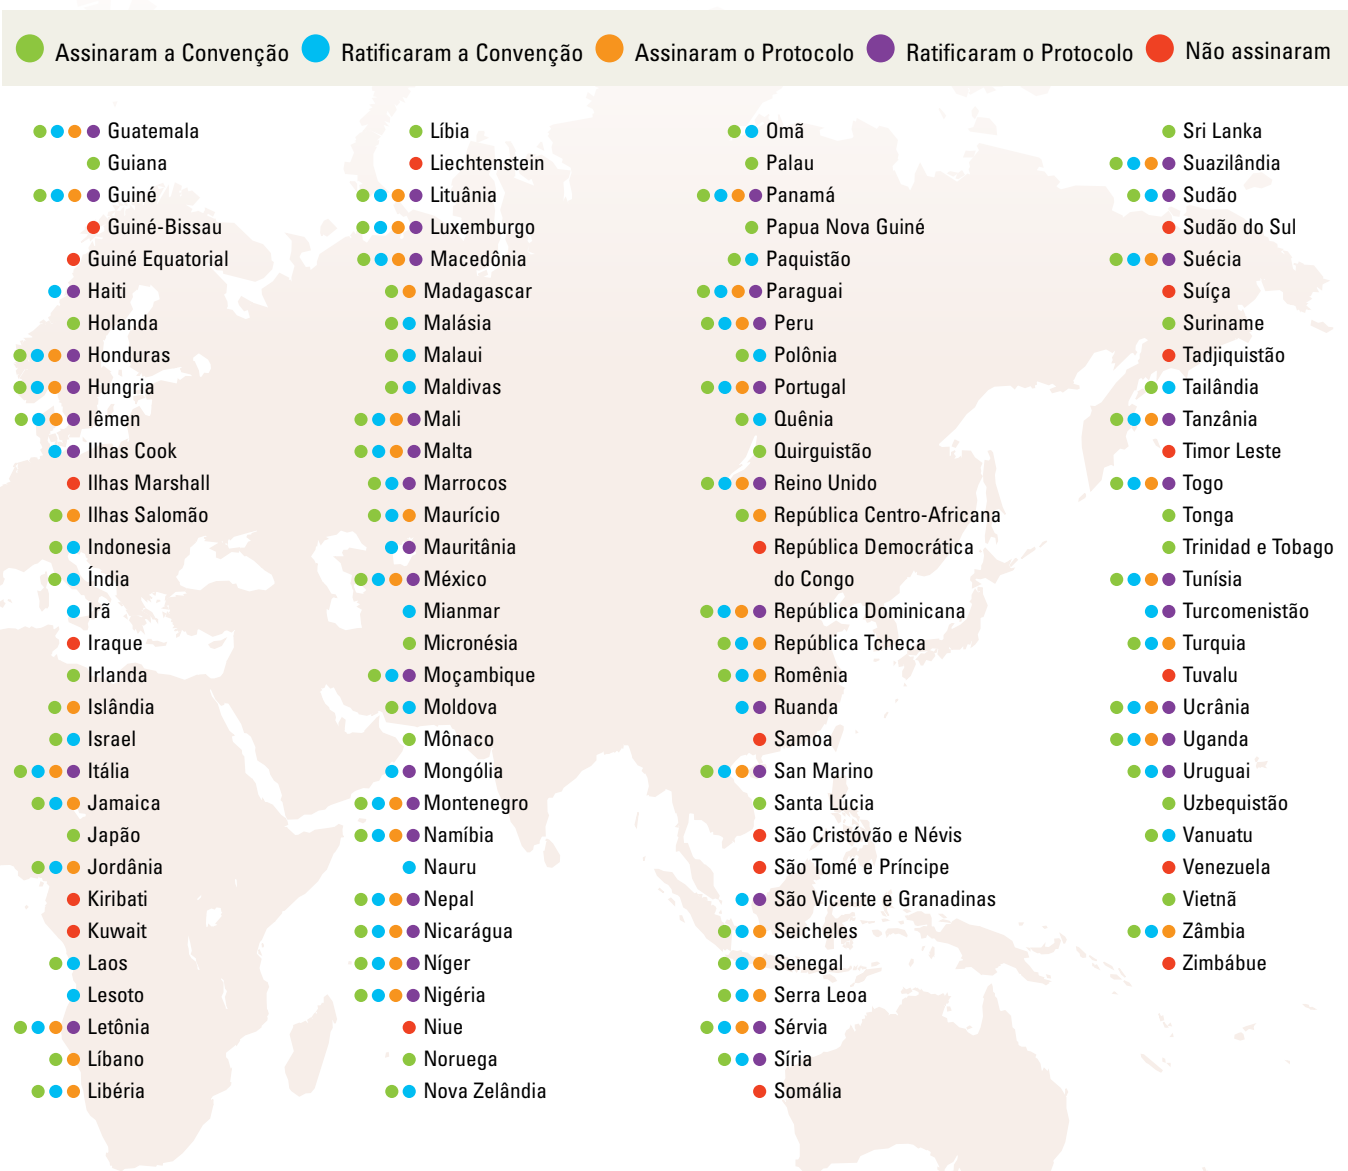 Assinaram a Convenção Ratificaram a Convenção Assinaram o Protocolo Ratificaram o Protocolo Não assinaram
Guatemala
Guiana
Guiné
Guiné-Bissau
Guiné Equatorial
Haiti
Holanda
Honduras
Hungria
Iêmen
Ilhas Cook
Ilhas Marshall
Ilhas Salomão
Indonesia
Índia
Irã
Iraque
Irlanda
Islândia
Israel
Itália
Jamaica
Japão
Jordânia
Kiribati
Kuwait
Laos
Lesoto
Letônia
Líbano
Libéria
Líbia
Liechtenstein
Lituânia
Luxemburgo
Macedônia
Madagascar
Malásia
Malaui
Maldivas
Mali
Malta
Marrocos
Maurício
Mauritânia
México
Mianmar
Micronésia
Moçambique
Moldova
Mônaco
Mongólia
Montenegro
Namíbia
Nauru
Nepal
Nicarágua
Níger
Nigéria
Niue
Noruega
Nova Zelândia
Omã
Palau
Panamá
Papua Nova Guiné
Paquistão
Paraguai
Peru
Polônia
Portugal
Quênia
Quirguistão
Reino Unido
República Centro-Africana
República Democrática
do Congo
República Dominicana
República Tcheca
Romênia
Ruanda
Samoa
San Marino
Santa Lúcia
São Cristóvão e Névis
São Tomé e Príncipe
São Vicente e Granadinas
Seicheles
Senegal
Serra Leoa
Sérvia
Síria
Somália
Sri Lanka
Suazilândia
Sudão
Sudão do Sul
Suécia
Suíça
Suriname
Tadjiquistão
Tailândia
Tanzânia
Timor Leste
Togo
Tonga
Trinidad e Tobago
Tunísia
Turcomenistão
Turquia
Tuvalu
Ucrânia
Uganda
Uruguai
Uzbequistão
Vanuatu
Venezuela
Vietnã
Zâmbia
Zimbábue